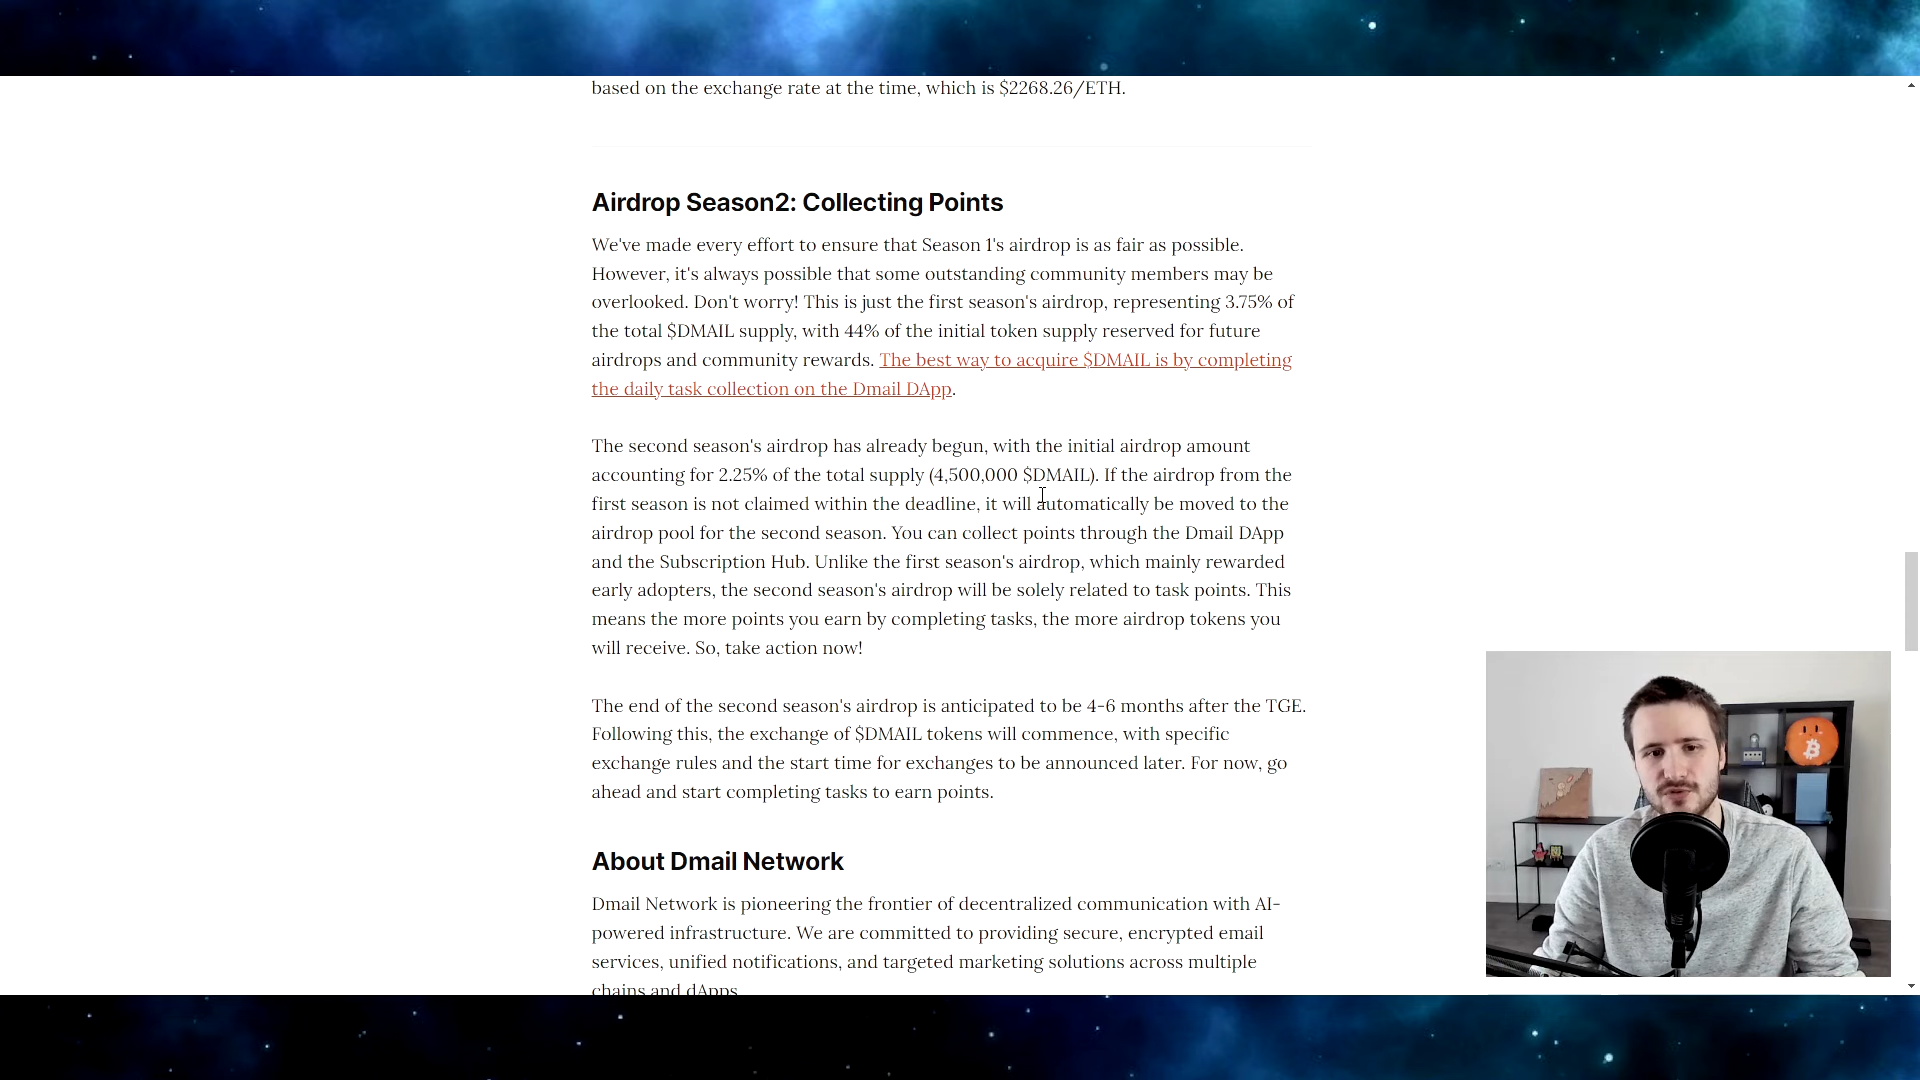 based on the exchange rate at the time, which is $2268.26/ETH.
Airdrop Season2: Collecting Points
We've made every effort to ensure that Season 1's airdrop is as fair as possible.
However, it's always possible that some outstanding community members may be
overlooked. Don't worry! This is just the first season's airdrop, representing 3.75% of
the total $DMAIL supply, with 44% of the initial token supply reserved for future
airdrops and community rewards. The best way to acquire $DMAIL is by completing
the daily task collection on the Dmail DApp.
The second season's airdrop has already begun, with the initial airdrop amount
accounting for 2.25% of the total supply (4,500,000 $DMAIL). If the airdrop from the
first season is not claimed within the deadline, it will automatically be moved to the
airdrop pool for the second season. You can collect points through the Dmail DApp
and the Subscription Hub. Unlike the first season's airdrop, which mainly rewarded
early adopters, the second season's airdrop will be solely related to task points. This
means the more points you earn by completing tasks, the more airdrop tokens you
will receive. So, take action now!
The end of the second season's airdrop is anticipated to be 4-6 months after the TGE.
Following this, the exchange of $DMAIL tokens will commence, with specific
exchange rules and the start time for exchanges to be announced later. For now, go
ahead and start completing tasks to earn points.
About Dmail Network
Dmail Network is pioneering the frontier of decentralized communication with AI-
powered infrastructure. We are committed to providing secure, encrypted email
services, unified notifications, and targeted marketing solutions across multiple
chains and dApps.